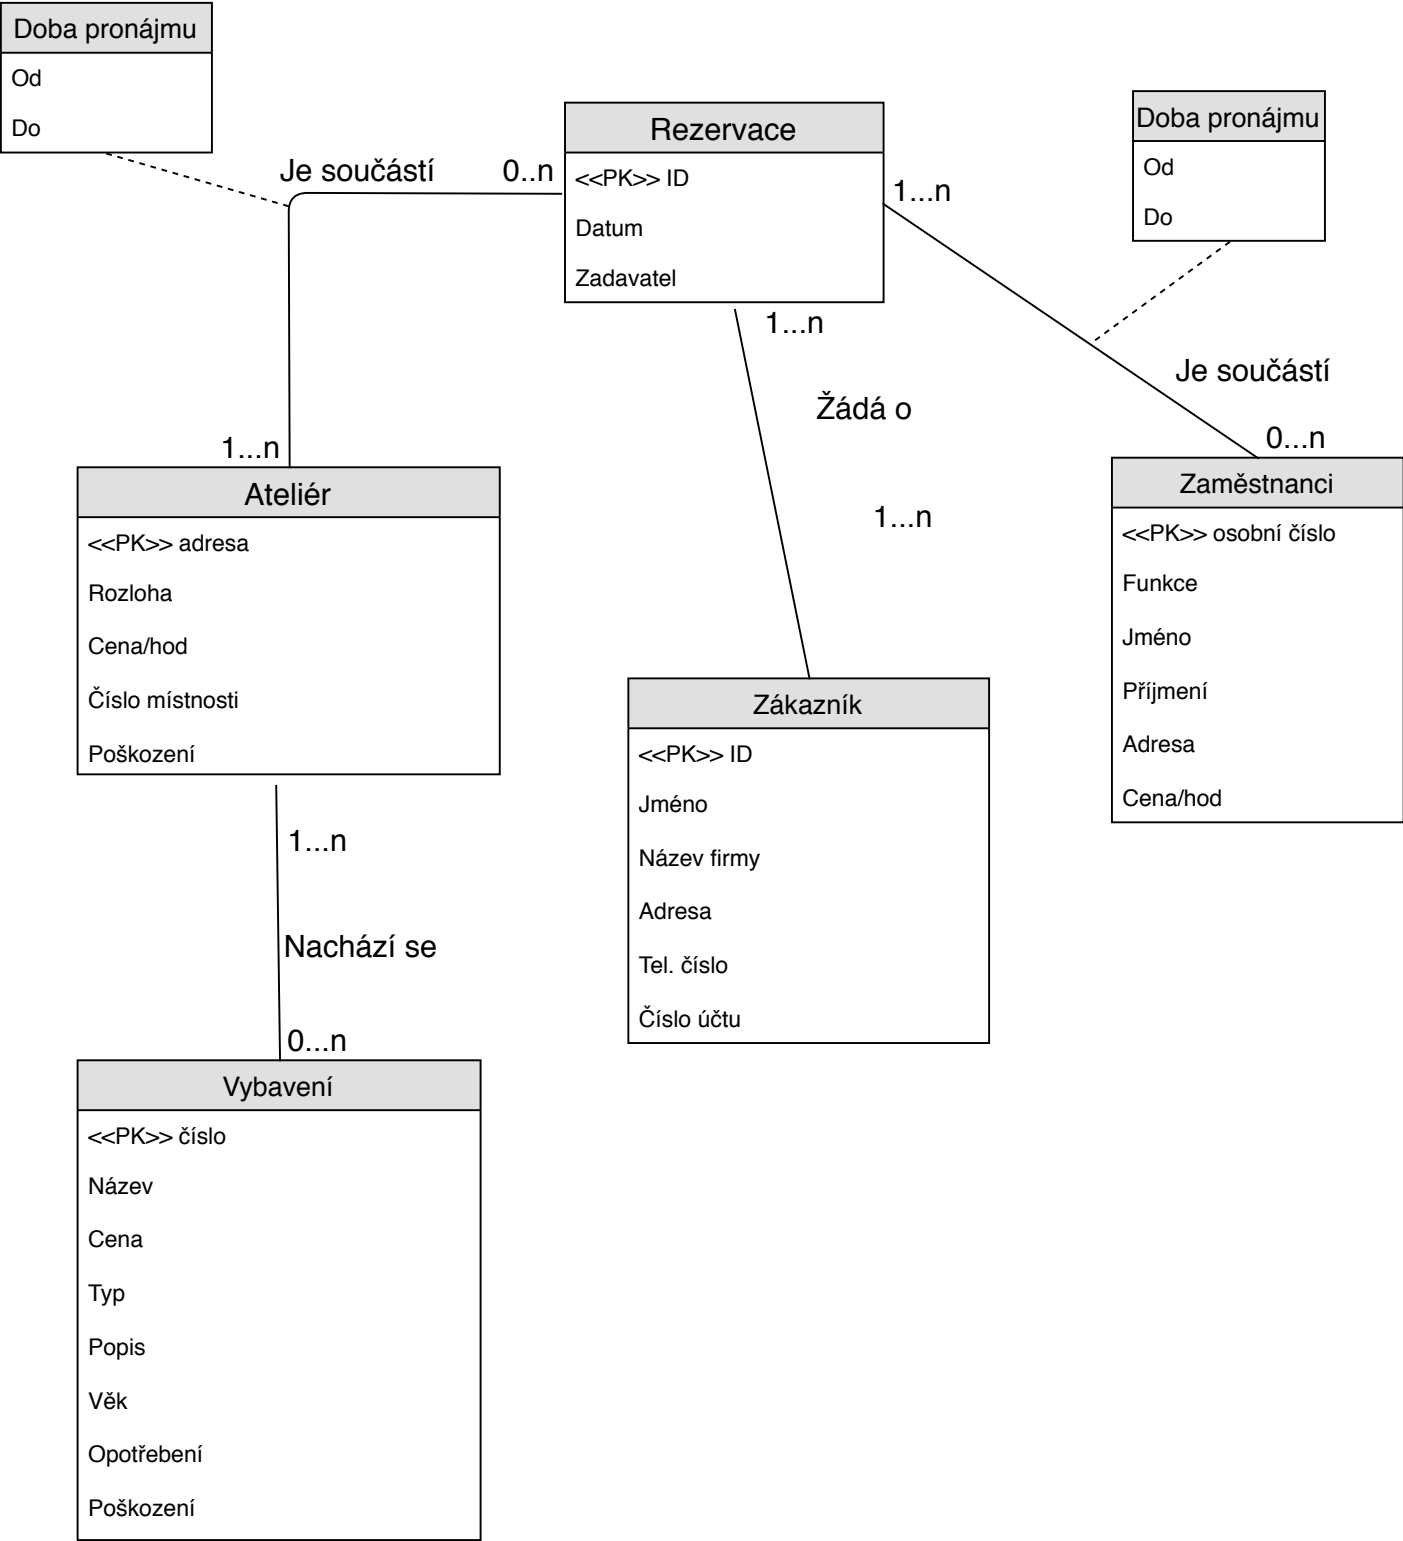 Doba pronájmu
Od
Do
Je součástí
0..n
Rezervace
<<PK>> ID
Datum
Zadavatel
1...n
Doba pronájmu
Od
Do
1...n
Žádá o
1...n
Je součástí
0...n
1...n
Ateliér
<<PK>> adresa
Rozloha
Cena/hod
Číslo místnosti
Poškození
Zaměstnanci
<<PK>> osobní číslo
Funkce
Jméno
Příjmení
Adresa
Cena/hod
Zákazník
<<PK>> ID
Jméno
Název firmy
Adresa
Tel. číslo
Číslo účtu
1...n
Nachází se
0...n
Vybavení
<<PK>> číslo
Název
Cena
Typ
Popis
Věk
Opotřebení
Poškození